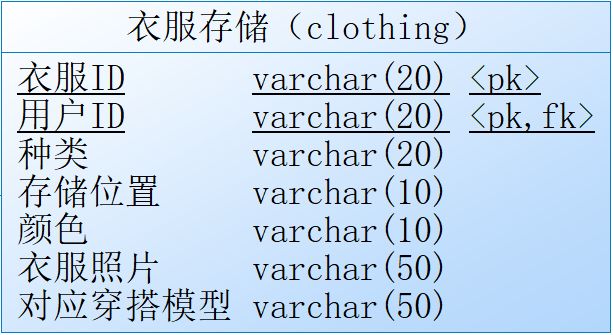 衣服存储（clothing）
衣服ID varchar(20) <pk>
用户ID varchar(20) <pk,fk>
种类 varchar(20)
存储位置 varchar(10)
颜色 varchar(10)
衣服照片 varchar(50)
对应穿搭模型 varchar(50)